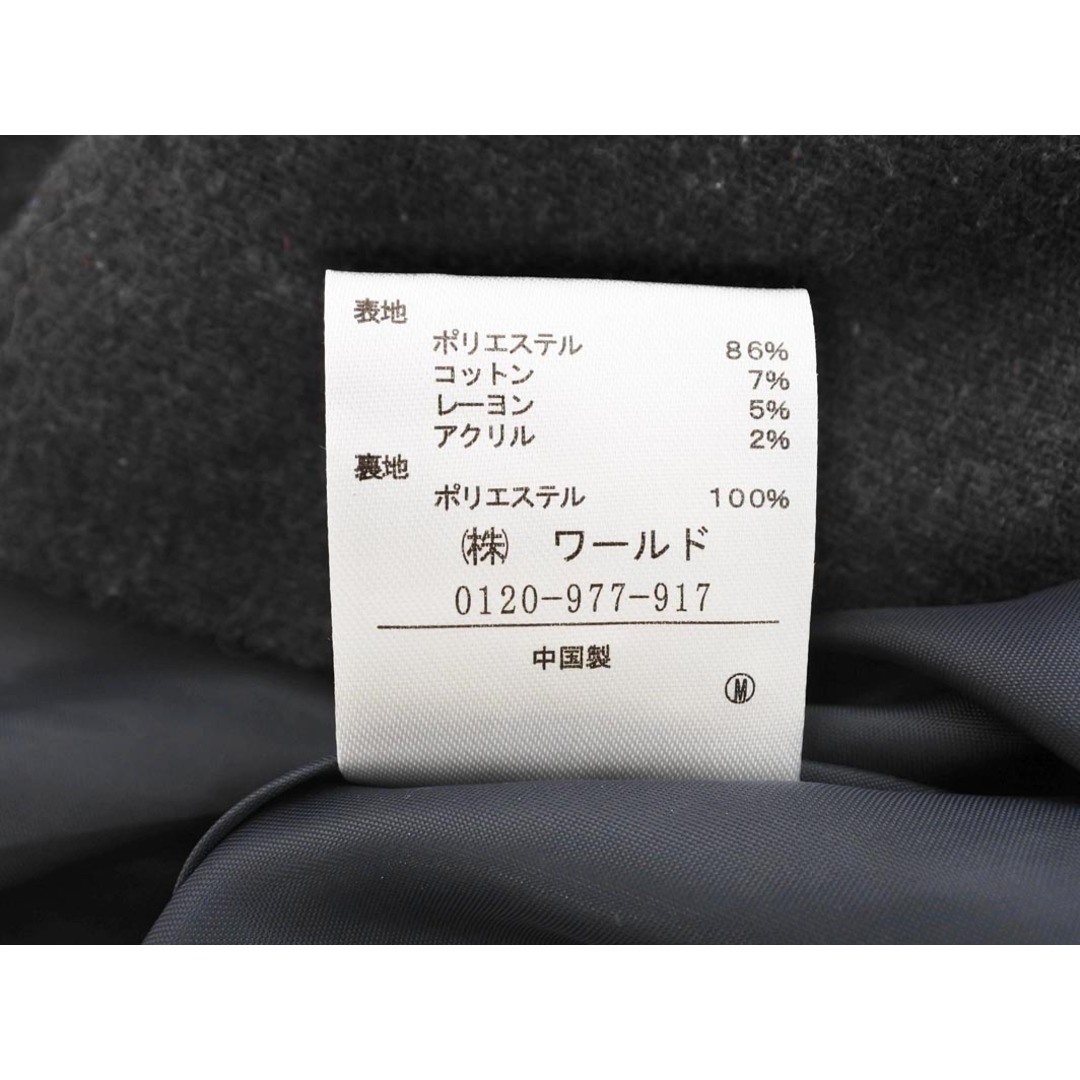 表地
ポリエステル 86%
コットン 7%
レーヨン 5%
アクリル 2%
裏地
ポリエステル 100%
㈱ ワールド
0120-977-917
中国製
Ⓜ